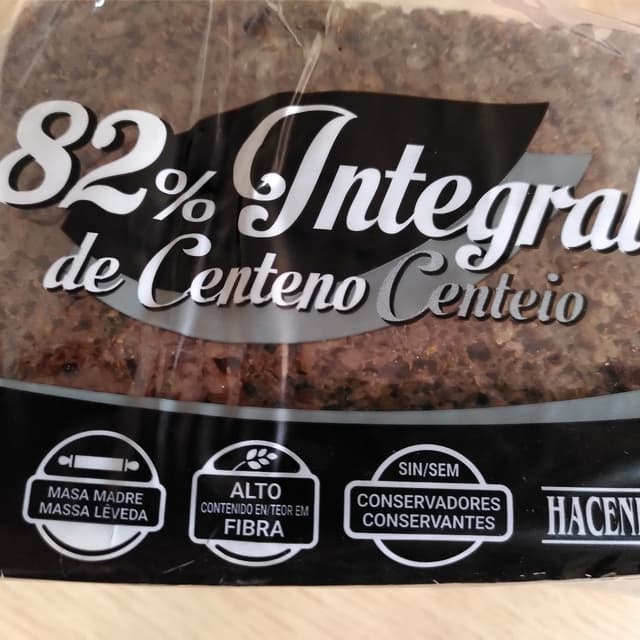 82% Integral
de Centeno Centeio
MASA MADRE
MASSA LÊVEDA
ALTO
CONTENIDO EN/TEOR EM
FIBRA
SIN/SEM
CONSERVADORES
CONSERVANTES